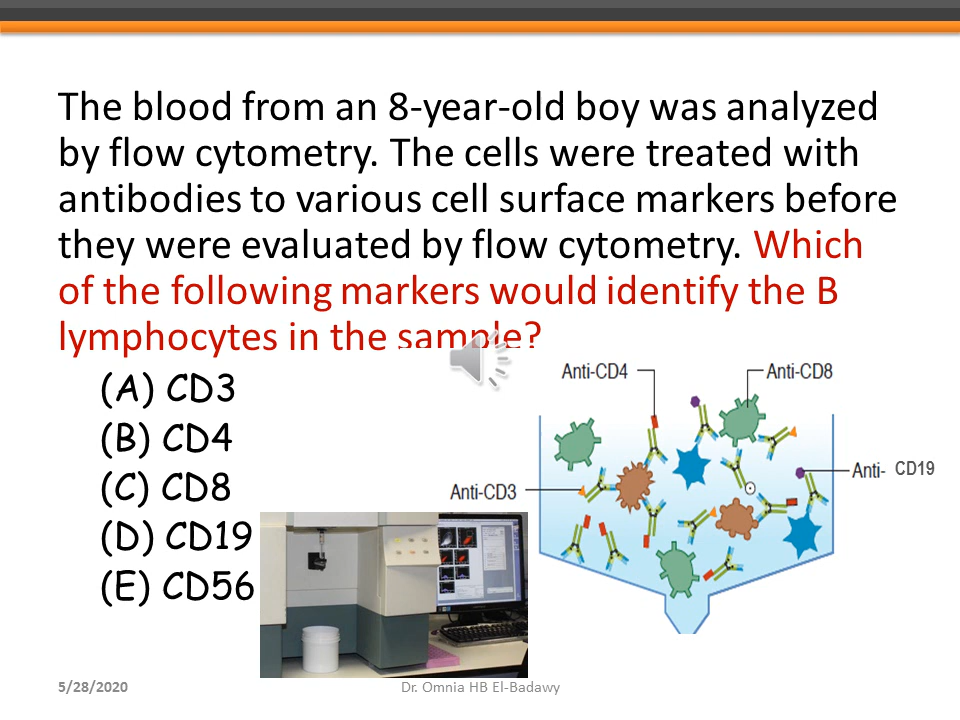 The blood from an 8-year-old boy was analyzed
by flow cytometry. The cells were treated with
antibodies to various cell surface markers before
they were evaluated by flow cytometry. Which
of the following markers would identify the B
lymphocytes in the sample?
(A) CD3
(B) CD4
(C) CD8
(D) CD19
(E) CD56
Anti-CD4
Anti-CD8
Anti- CD19
Anti-CD3
5/28/2020
Dr. Omnia HB El-Badawy